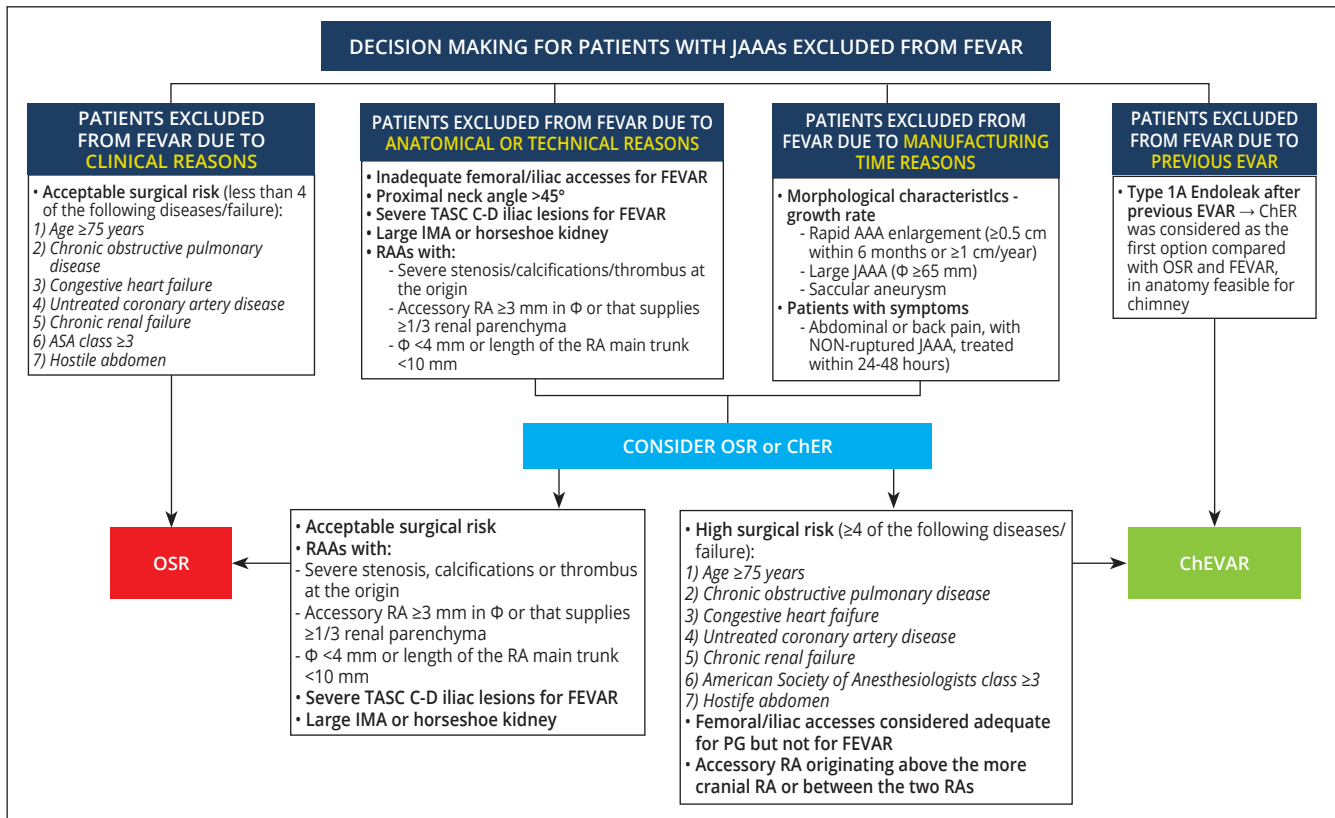 DECISION MAKING FOR PATIENTS WITH JAAAs EXCLUDED FROM FEVAR
PATIENTS EXCLUDED
FROM FEVAR DUE TO
CLINICAL REASONS
• Acceptable surgical risk (less than 4
of the following diseases/failure):
1) Age ≥75 years
2) Chronic obstructive pulmonary
disease
3) Congestive heart failure
4) Untreated coronary artery disease
5) Chronic renal failure
6) ASA class ≥3
7) Hostile abdomen
PATIENTS EXCLUDED FROM FEVAR DUE TO
ANATOMICAL OR TECHNICAL REASONS
• Inadequate femoral/iliac accesses for FEVAR
• Proximal neck angle >45°
• Severe TASC C-D iliac lesions for FEVAR
• Large IMA or horseshoe kidney
• RAAs with:
- Severe stenosis/calcifications/thrombus at
the origin
- Accessory RA ≥3 mm in Φ or that supplies
≥1/3 renal parenchyma
- Φ <4 mm or length of the RA main trunk
<10 mm
PATIENTS EXCLUDED FROM
FEVAR DUE TO MANUFACTURING
TIME REASONS
• Morphological characteristlcs -
growth rate
- Rapid AAA enlargement (≥0.5 cm
within 6 months or ≥1 cm/year)
- Large JAAA (Φ ≥65 mm)
- Saccular aneurysm
• Patients with symptoms
- Abdominal or back pain, with
NON-ruptured JAAA, treated
within 24-48 hours)
PATIENTS EXCLUDED
FROM FEVAR DUE TO
PREVIOUS EVAR
• Type 1A Endoleak after
previous EVAR → ChER
was considered as the
first option compared
with OSR and FEVAR,
in anatomy feasible for
chimney
CONSIDER OSR or ChER
OSR
• Acceptable surgical risk
• RAAs with:
- Severe stenosis, calcifications or thrombus
at the origin
- Accessory RA ≥3 mm in Φ or that supplies
≥1/3 renal parenchyma
- Φ <4 mm or length of the RA main trunk
<10 mm
• Severe TASC C-D iliac lesions for FEVAR
• Large IMA or horseshoe kidney
• High surgical risk (≥4 of the following diseases/
failure):
1) Age ≥75 years
2) Chronic obstructive pulmonary disease
3) Congestive heart faifure
4) Untreated coronary artery disease
5) Chronic renal failure
6) American Society of Anesthesiologists class ≥3
7) Hostife abdomen
• Femoral/iliac accesses considered adequate
for PG but not for FEVAR
• Accessory RA originating above the more
cranial RA or between the two RAs
ChEVAR